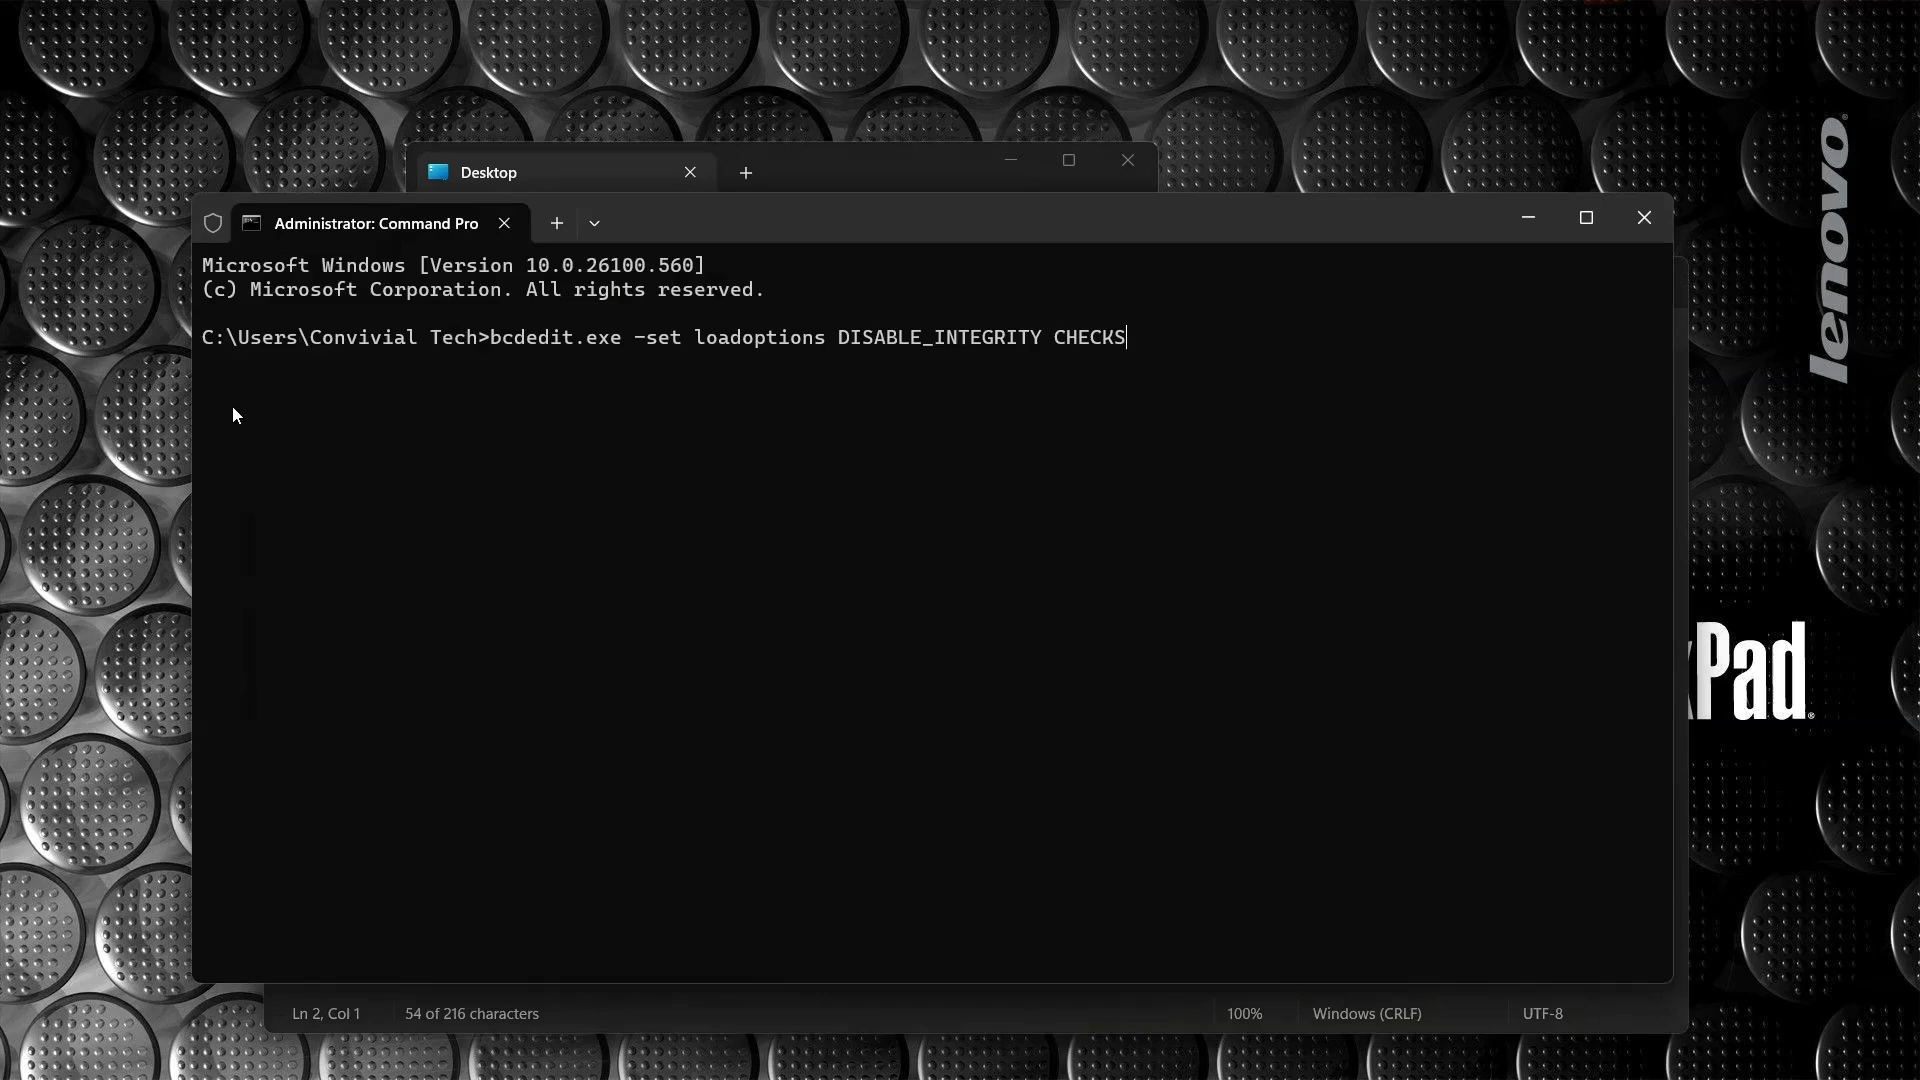 Desktop
Administrator: Command Pro
Microsoft Windows [Version 10.0.26100.560]
(c) Microsoft Corporation. All rights reserved.
C:\Users\Convivial Tech>bcdedit.exe -set loadoptions DISABLE_INTEGRITY CHECKS
lenovo
Pad
Ln 2, Col 1
54 of 216 characters
100%
Windows (CRLF)
UTF-8